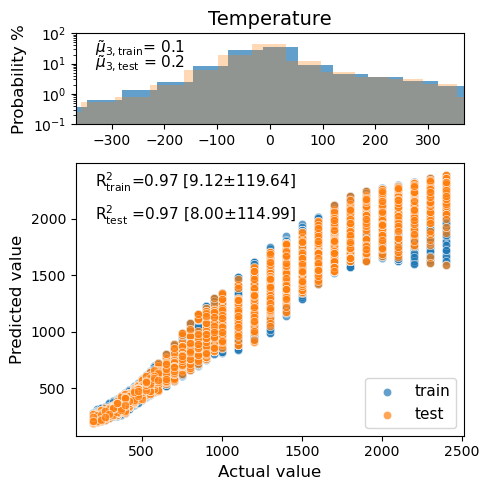 Temperature
Probability %
10²
10¹
10⁰
10⁻¹
μ̃₃,train= 0.1
μ̃₃,test = 0.2
−300 −200 −100 0 100 200 300
R²train=0.97 [9.12±119.64]
R²test =0.97 [8.00±114.99]
Predicted value
2000
1500
1000
500
train
test
500 1000 1500 2000 2500
Actual value